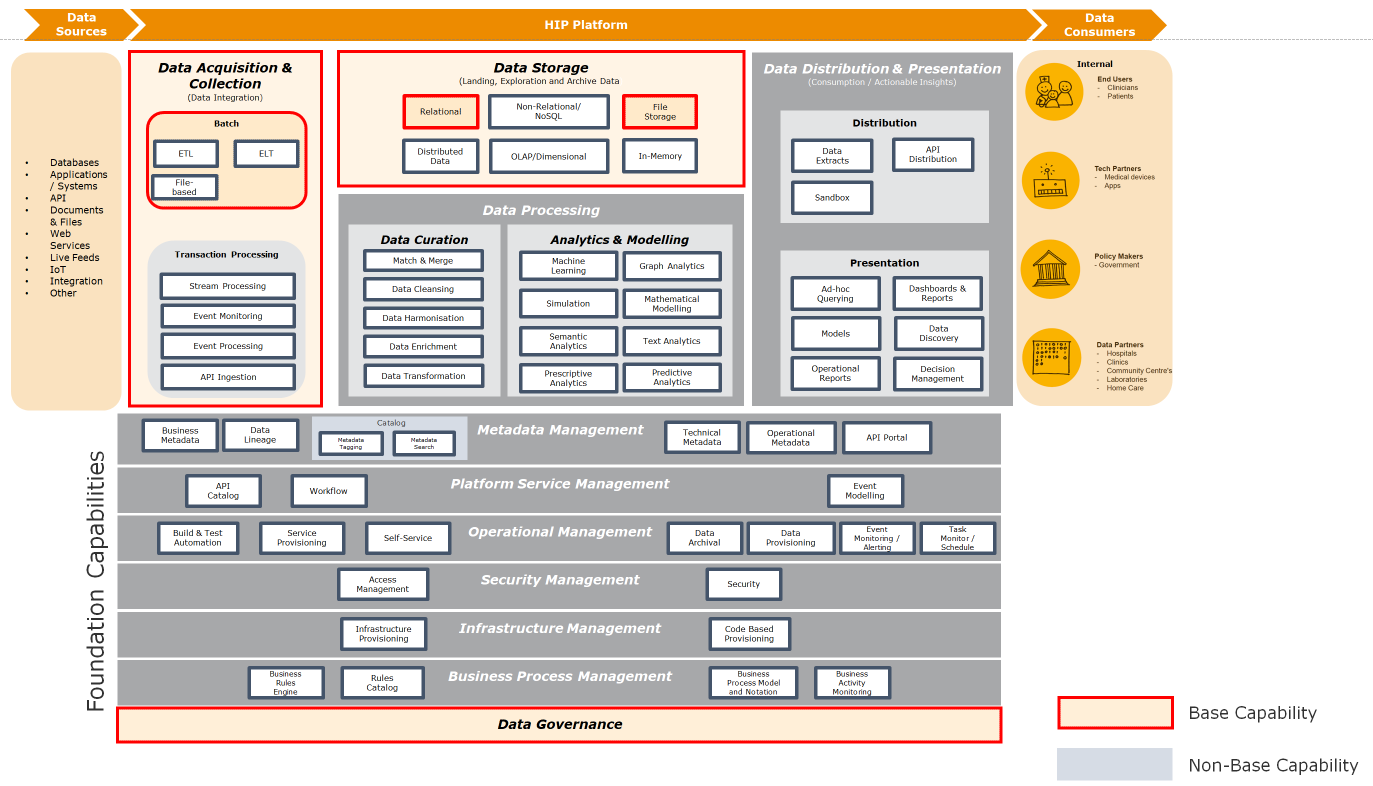 Data
Sources
HIP Platform
Data
Consumers
• Databases
• Applications
/ Systems
• API
• Documents
& Files
• Web
Services
• Live Feeds
• IoT
• Integration
• Other
Data Acquisition &
Collection
(Data Integration)
Batch
ETL
ELT
File-
based
Transaction Processing
Stream Processing
Event Monitoring
Event Processing
API Ingestion
Data Storage
(Landing, Exploration and Archive Data
Relational
Non-Relational/
NoSQL
File
Storage
Distributed
Data
OLAP/Dimensional
In-Memory
Data Processing
Data Curation
Match & Merge
Data Cleansing
Data Harmonisation
Data Enrichment
Data Transformation
Analytics & Modelling
Machine
Learning
Graph Analytics
Simulation
Mathematical
Modelling
Semantic
Analytics
Text Analytics
Prescriptive
Analytics
Predictive
Analytics
Data Distribution & Presentation
(Consumption / Actionable Insights)
Distribution
Data
Extracts
API
Distribution
Sandbox
Presentation
Ad-hoc
Querying
Dashboards &
Reports
Models
Data
Discovery
Operational
Reports
Decision
Management
Internal
End Users
- Clinicians
- Patients
Tech Partners
- Medical devices
- Apps
Policy Makers
- Government
Data Partners
- Hospitals
- Clinics
- Community Centre's
- Laboratories
- Home Care
Foundation Capabilities
Business
Metadata
Data
Lineage
Catalog
Metadata
Tagging
Metadata
Search
Metadata Management
Technical
Metadata
Operational
Metadata
API Portal
API
Catalog
Workflow
Platform Service Management
Event
Modelling
Build & Test
Automation
Service
Provisioning
Self-Service
Operational Management
Data
Archival
Data
Provisioning
Event
Monitoring /
Alerting
Task
Monitor /
Schedule
Access
Management
Security Management
Security
Infrastructure
Provisioning
Infrastructure Management
Code Based
Provisioning
Business
Rules
Engine
Rules
Catalog
Business Process Management
Business
Process Model
and Notation
Business
Activity
Monitoring
Data Governance
Base Capability
Non-Base Capability